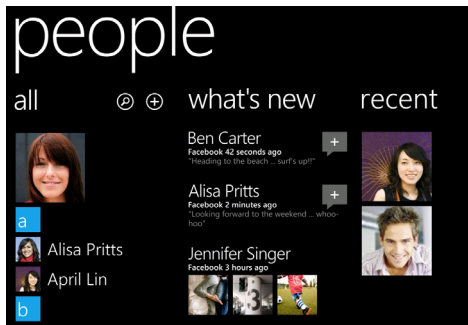 people
all
what's new
recent
Ben Carter
Facebook 42 seconds ago
"Heading to the beach ... surf's up!!"
Alisa Pritts
Facebook 2 minutes ago
"Looking forward to the weekend ... whoo-
hoo"
Jennifer Singer
Facebook 3 hours ago
a
Alisa Pritts
April Lin
b
3